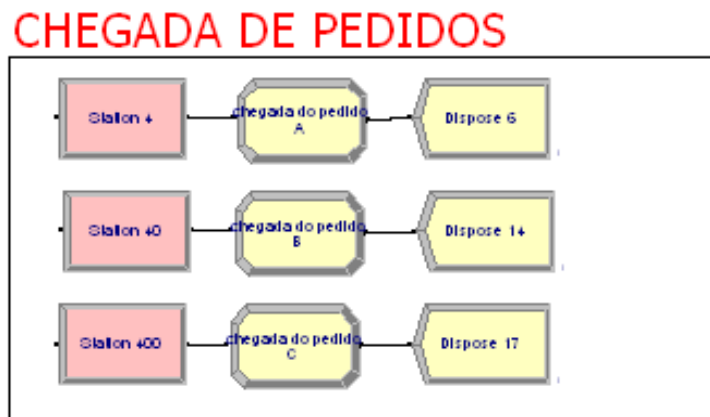 CHEGADA DE PEDIDOS
Station 4
chegada do pedido
A
Dispose 6
Station 40
chegada do pedido
B
Dispose 14
Station 400
chegada do pedido
C
Dispose 17